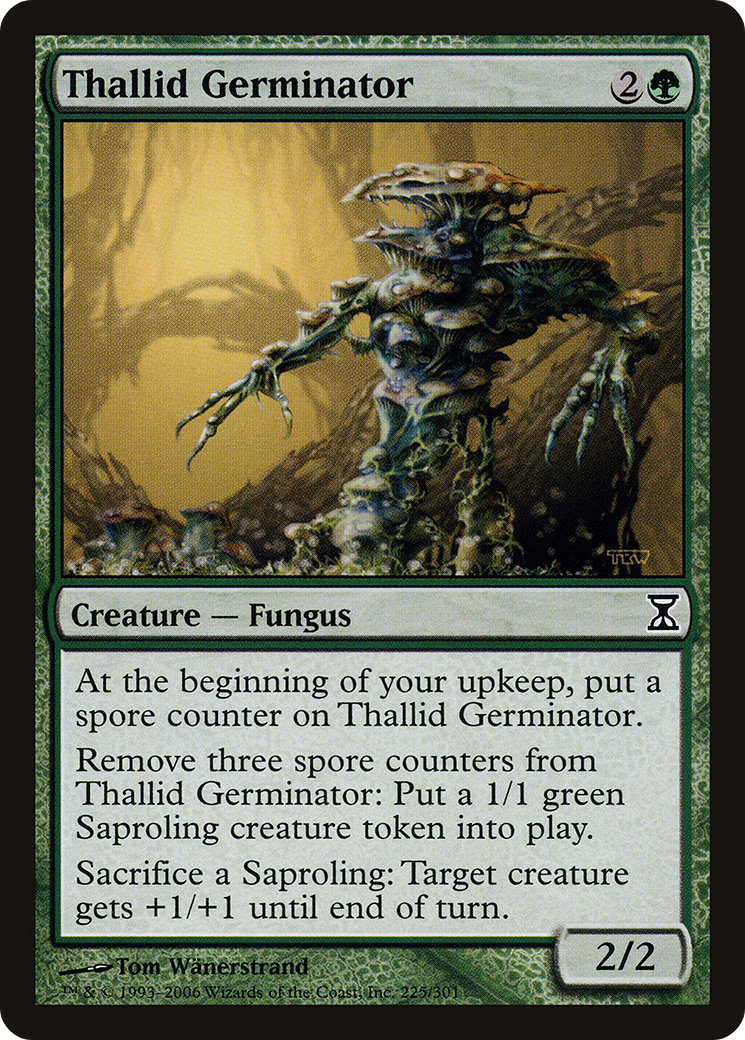 Thallid Germinator 2
TEW
Creature — Fungus
At the beginning of your upkeep, put a
spore counter on Thallid Germinator.
Remove three spore counters from
Thallid Germinator: Put a 1/1 green
Saproling creature token into play.
Sacrifice a Saproling: Target creature
gets +1/+1 until end of turn.
2/2
Tom Wänerstrand
™ & © 1993–2006 Wizards of the Coast, Inc. 225/301